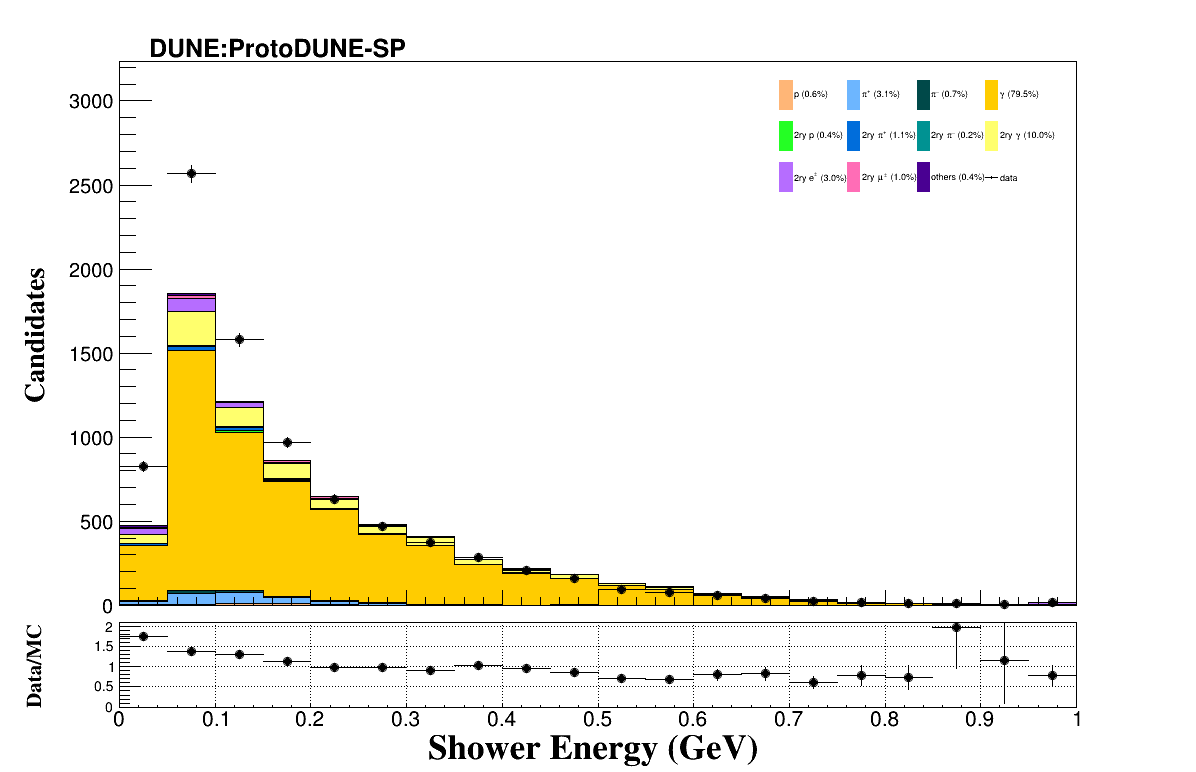 DUNE:ProtoDUNE-SP
p (0.6%) π⁺ (3.1%) π⁻ (0.7%) γ (79.5%)
2ry p (0.4%) 2ry π⁺ (1.1%) 2ry π⁻ (0.2%) 2ry γ (10.0%)
2ry e± (3.0%) 2ry μ± (1.0%) others (0.4%) data
3000
2500
2000
1500
1000
500
0
Candidates
2
1.5
1
0.5
0
Data/MC
0 0.1 0.2 0.3 0.4 0.5 0.6 0.7 0.8 0.9 1
Shower Energy (GeV)